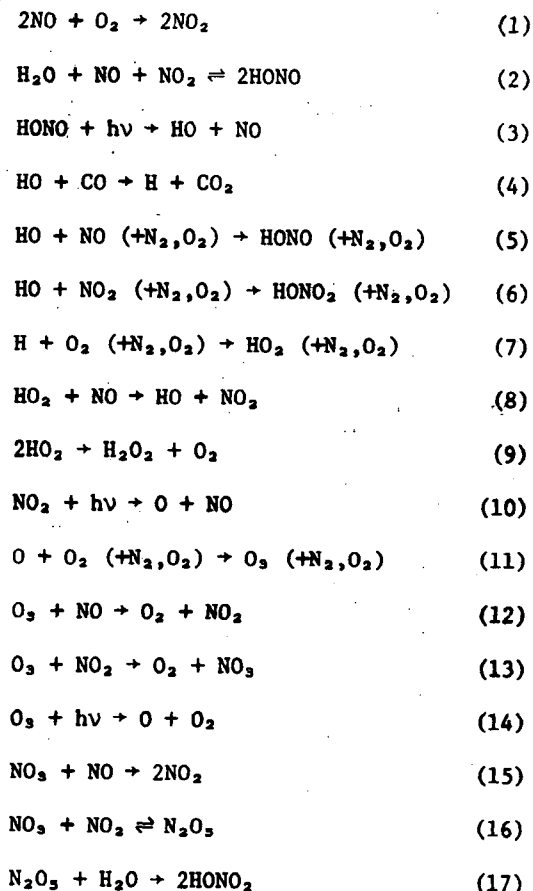 2NO + O₂ → 2NO₂ (1)
H₂O + NO + NO₂ ⇌ 2HONO (2)
HONO + hν → HO + NO (3)
HO + CO → H + CO₂ (4)
HO + NO (+N₂,O₂) → HONO (+N₂,O₂) (5)
HO + NO₂ (+N₂,O₂) → HONO₂ (+N₂,O₂) (6)
H + O₂ (+N₂,O₂) → HO₂ (+N₂,O₂) (7)
HO₂ + NO → HO + NO₂ (8)
2HO₂ → H₂O₂ + O₂ (9)
NO₂ + hν → O + NO (10)
O + O₂ (+N₂,O₂) → O₃ (+N₂,O₂) (11)
O₃ + NO → O₂ + NO₂ (12)
O₃ + NO₂ → O₂ + NO₃ (13)
O₃ + hν → O + O₂ (14)
NO₃ + NO → 2NO₂ (15)
NO₃ + NO₂ ⇌ N₂O₅ (16)
N₂O₅ + H₂O → 2HONO₂ (17)